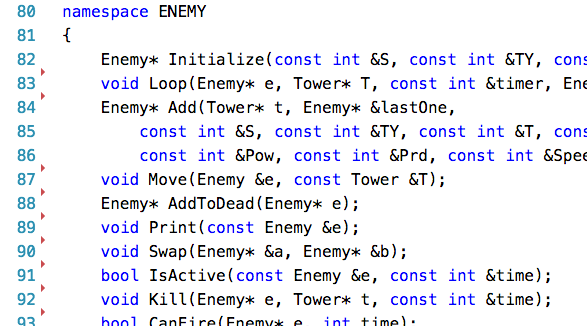 80 namespace ENEMY
81 {
82 Enemy* Initialize(const int &S, const int &TY, cons
83 void Loop(Enemy* e, Tower* T, const int &timer, Ene
84 Enemy* Add(Tower* t, Enemy* &lastOne,
85 const int &S, const int &TY, const int &T, cons
86 const int &Pow, const int &Prd, const int &Spee
87 void Move(Enemy &e, const Tower &T);
88 Enemy* AddToDead(Enemy* e);
89 void Print(const Enemy &e);
90 void Swap(Enemy* &a, Enemy* &b);
91 bool IsActive(const Enemy &e, const int &time);
92 void Kill(Enemy* e, Tower* t, const int &time);
93 bool CanFire(Enemy* e, int time);